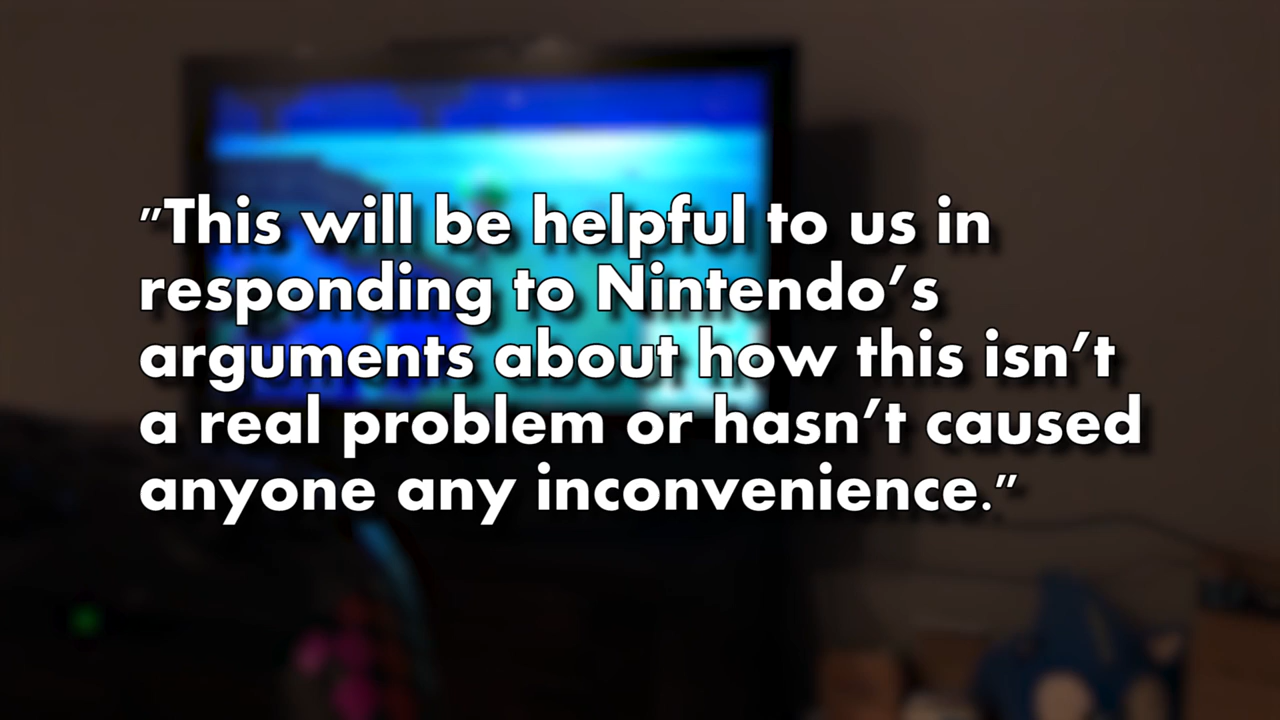 "This will be helpful to us in
responding to Nintendo's
arguments about how this isn't
a real problem or hasn't caused
anyone any inconvenience."